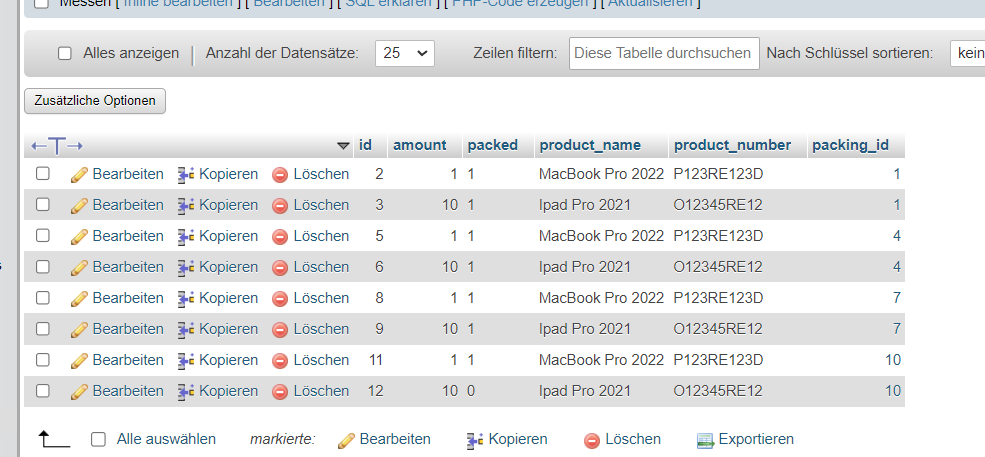 Messen [ Inline bearbeiten ] [ Bearbeiten ] [ SQL erklären ] [ PHP-Code erzeugen ] [ Aktualisieren ]
Alles anzeigen | Anzahl der Datensätze: 25 Zeilen filtern: Diese Tabelle durchsuchen Nach Schlüssel sortieren: kein
Zusätzliche Optionen
←T→ id amount packed product_name product_number packing_id
Bearbeiten Kopieren Löschen 2 1 1 MacBook Pro 2022 P123RE123D 1
Bearbeiten Kopieren Löschen 3 10 1 Ipad Pro 2021 O12345RE12 1
Bearbeiten Kopieren Löschen 5 1 1 MacBook Pro 2022 P123RE123D 4
Bearbeiten Kopieren Löschen 6 10 1 Ipad Pro 2021 O12345RE12 4
Bearbeiten Kopieren Löschen 8 1 1 MacBook Pro 2022 P123RE123D 7
Bearbeiten Kopieren Löschen 9 10 1 Ipad Pro 2021 O12345RE12 7
Bearbeiten Kopieren Löschen 11 1 1 MacBook Pro 2022 P123RE123D 10
Bearbeiten Kopieren Löschen 12 10 0 Ipad Pro 2021 O12345RE12 10
Alle auswählen markierte: Bearbeiten Kopieren Löschen Exportieren